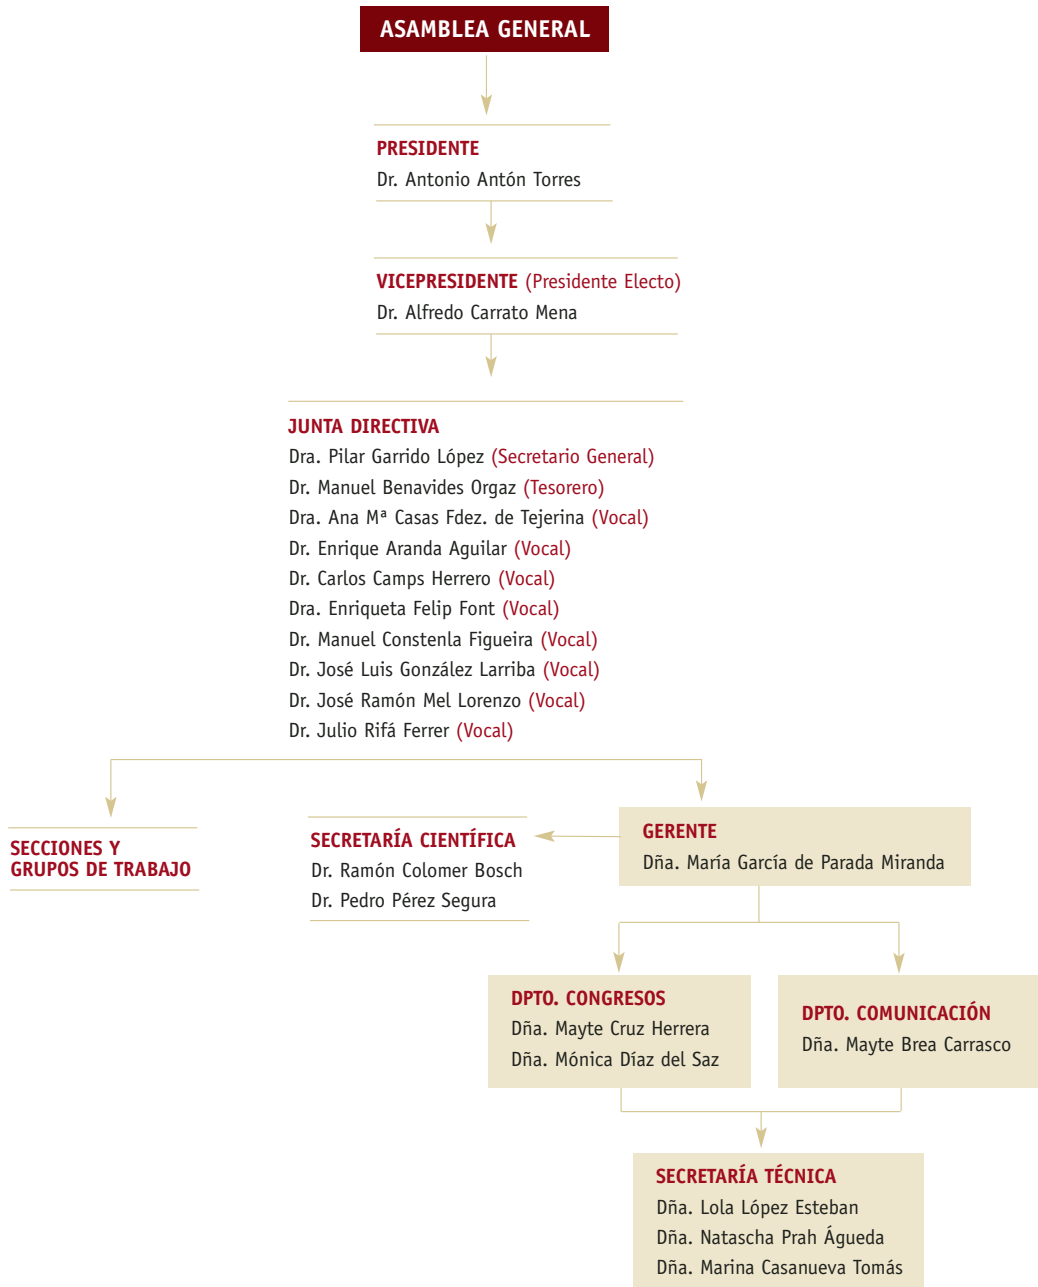 ASAMBLEA GENERAL
PRESIDENTE
Dr. Antonio Antón Torres
VICEPRESIDENTE (Presidente Electo)
Dr. Alfredo Carrato Mena
JUNTA DIRECTIVA
Dra. Pilar Garrido López (Secretario General)
Dr. Manuel Benavides Orgaz (Tesorero)
Dra. Ana Mª Casas Fdez. de Tejerina (Vocal)
Dr. Enrique Aranda Aguilar (Vocal)
Dr. Carlos Camps Herrero (Vocal)
Dra. Enriqueta Felip Font (Vocal)
Dr. Manuel Constenla Figueira (Vocal)
Dr. José Luis González Larriba (Vocal)
Dr. José Ramón Mel Lorenzo (Vocal)
Dr. Julio Rifá Ferrer (Vocal)
SECCIONES Y
GRUPOS DE TRABAJO
SECRETARÍA CIENTÍFICA
Dr. Ramón Colomer Bosch
Dr. Pedro Pérez Segura
GERENTE
Dña. María García de Parada Miranda
DPTO. CONGRESOS
Dña. Mayte Cruz Herrera
Dña. Mónica Díaz del Saz
DPTO. COMUNICACIÓN
Dña. Mayte Brea Carrasco
SECRETARÍA TÉCNICA
Dña. Lola López Esteban
Dña. Natascha Prah Águeda
Dña. Marina Casanueva Tomás